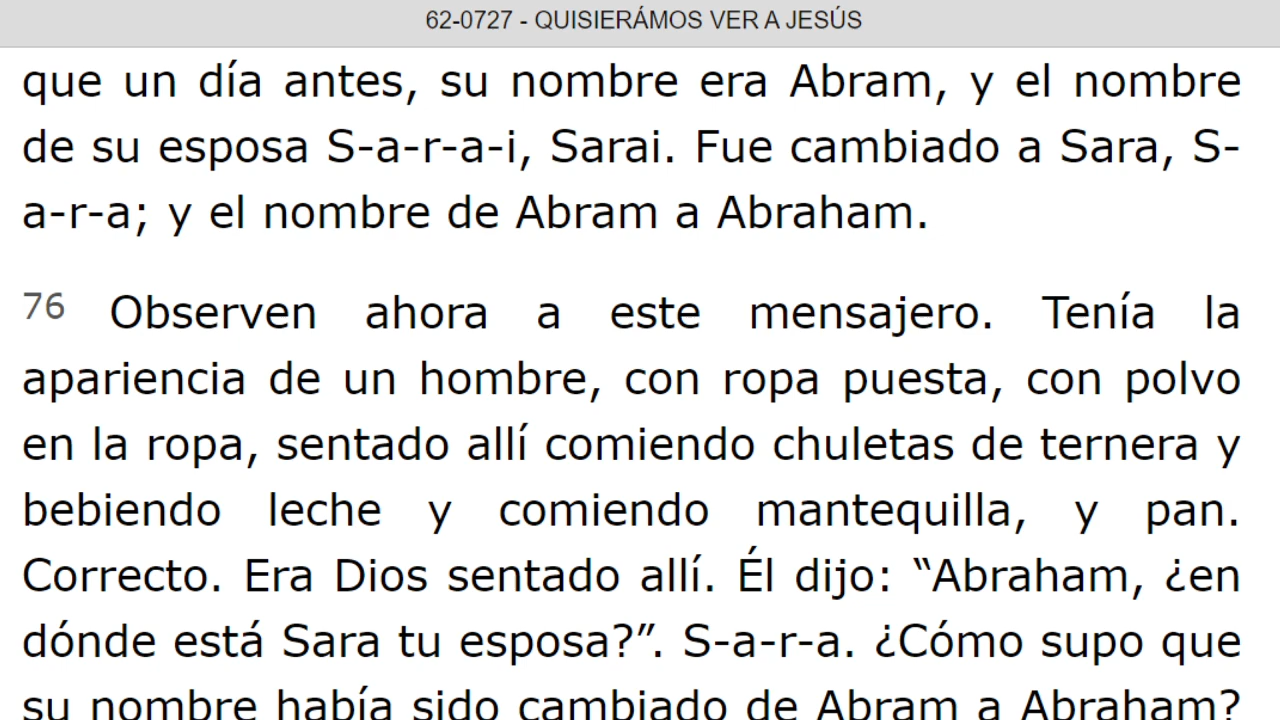 62-0727 - QUISIERÁMOS VER A JESÚS
que un día antes, su nombre era Abram, y el nombre
de su esposa S-a-r-a-i, Sarai. Fue cambiado a Sara, S-
a-r-a; y el nombre de Abram a Abraham.
76 Observen ahora a este mensajero. Tenía la
apariencia de un hombre, con ropa puesta, con polvo
en la ropa, sentado allí comiendo chuletas de ternera y
bebiendo leche y comiendo mantequilla, y pan.
Correcto. Era Dios sentado allí. Él dijo: “Abraham, ¿en
dónde está Sara tu esposa?”. S-a-r-a. ¿Cómo supo que
su nombre había sido cambiado de Abram a Abraham?